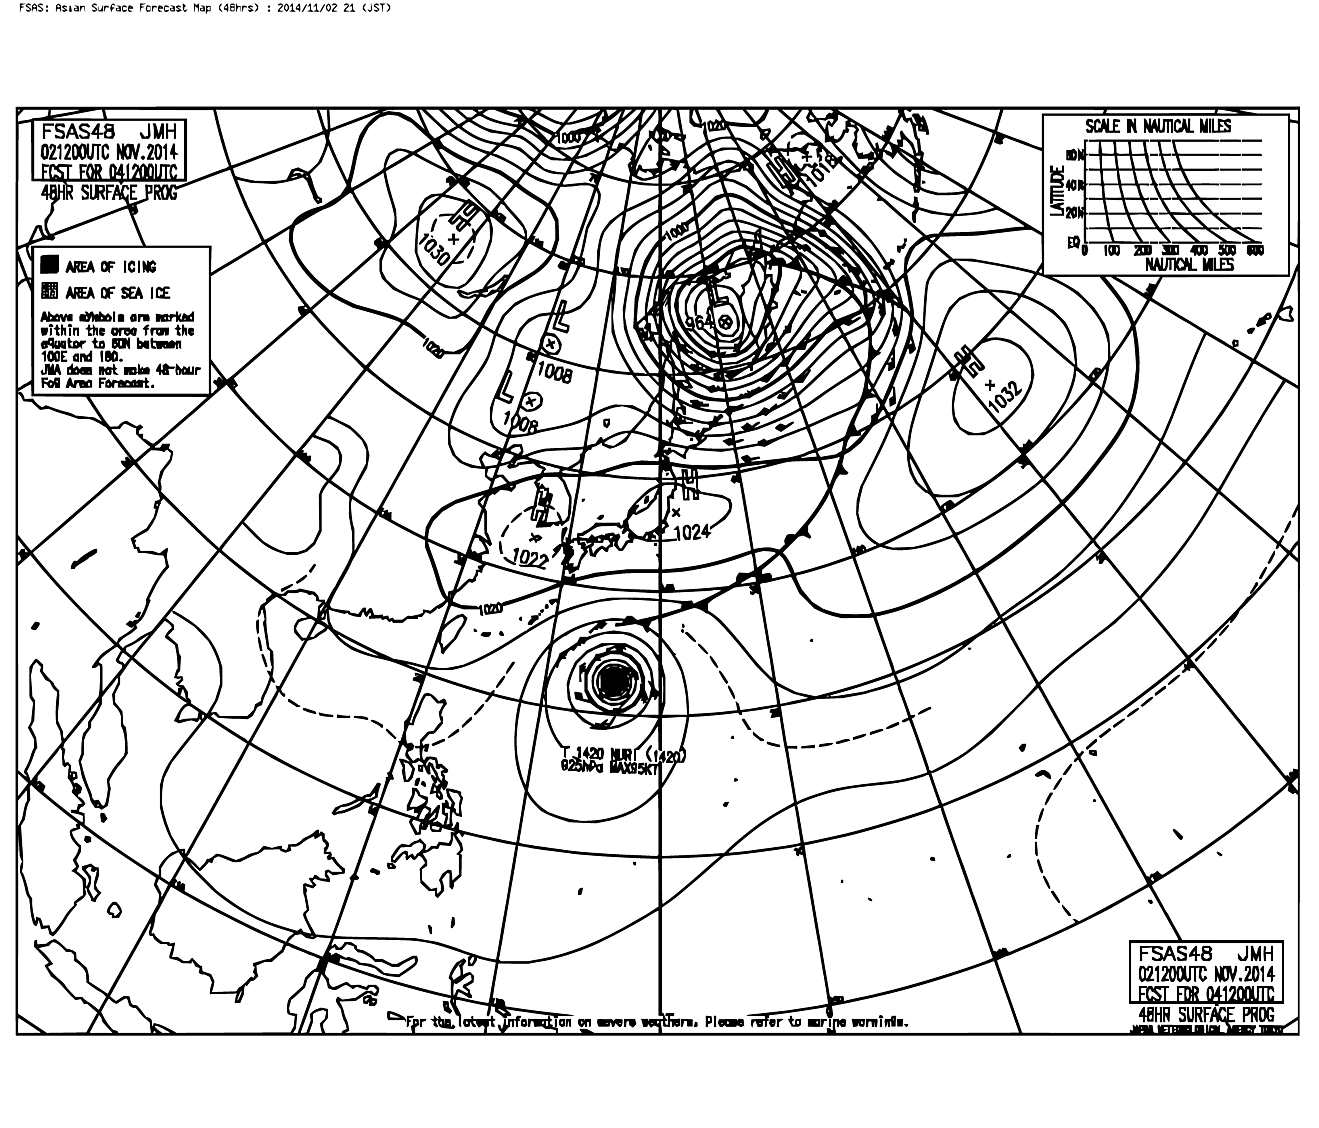 FSAS: Asian Surface Forecast Map (48hrs) : 2014/11/02 21 (JST)
FSAS48 JMH
021200UTC NOV.2014
FCST FOR 041200UTC
48HR SURFACE PROG
AREA OF ICING
AREA OF SEA ICE
Above symbols are marked
within the area from the
equator to 60N between
100E and 180.
JMA does not make 48-hour
Fog Area Forecast.
SCALE IN NAUTICAL MILES
LATITUDE
60N
40N
20N
EQ
0 100 200 300 400 500 600
NAUTICAL MILES
1000
1020
H
1018
H
1030
1000
L
964
L
1008
L
1008
1020
H
1032
H
1022
H
1024
1020
T 1420 NURI (1420)
925hPa MAX95KT
FSAS48 JMH
021200UTC NOV.2014
FCST FOR 041200UTC
48HR SURFACE PROG
JAPAN METEOROLOGICAL AGENCY TOKYO
For the latest information on severe weathers, Please refer to marine warnings.